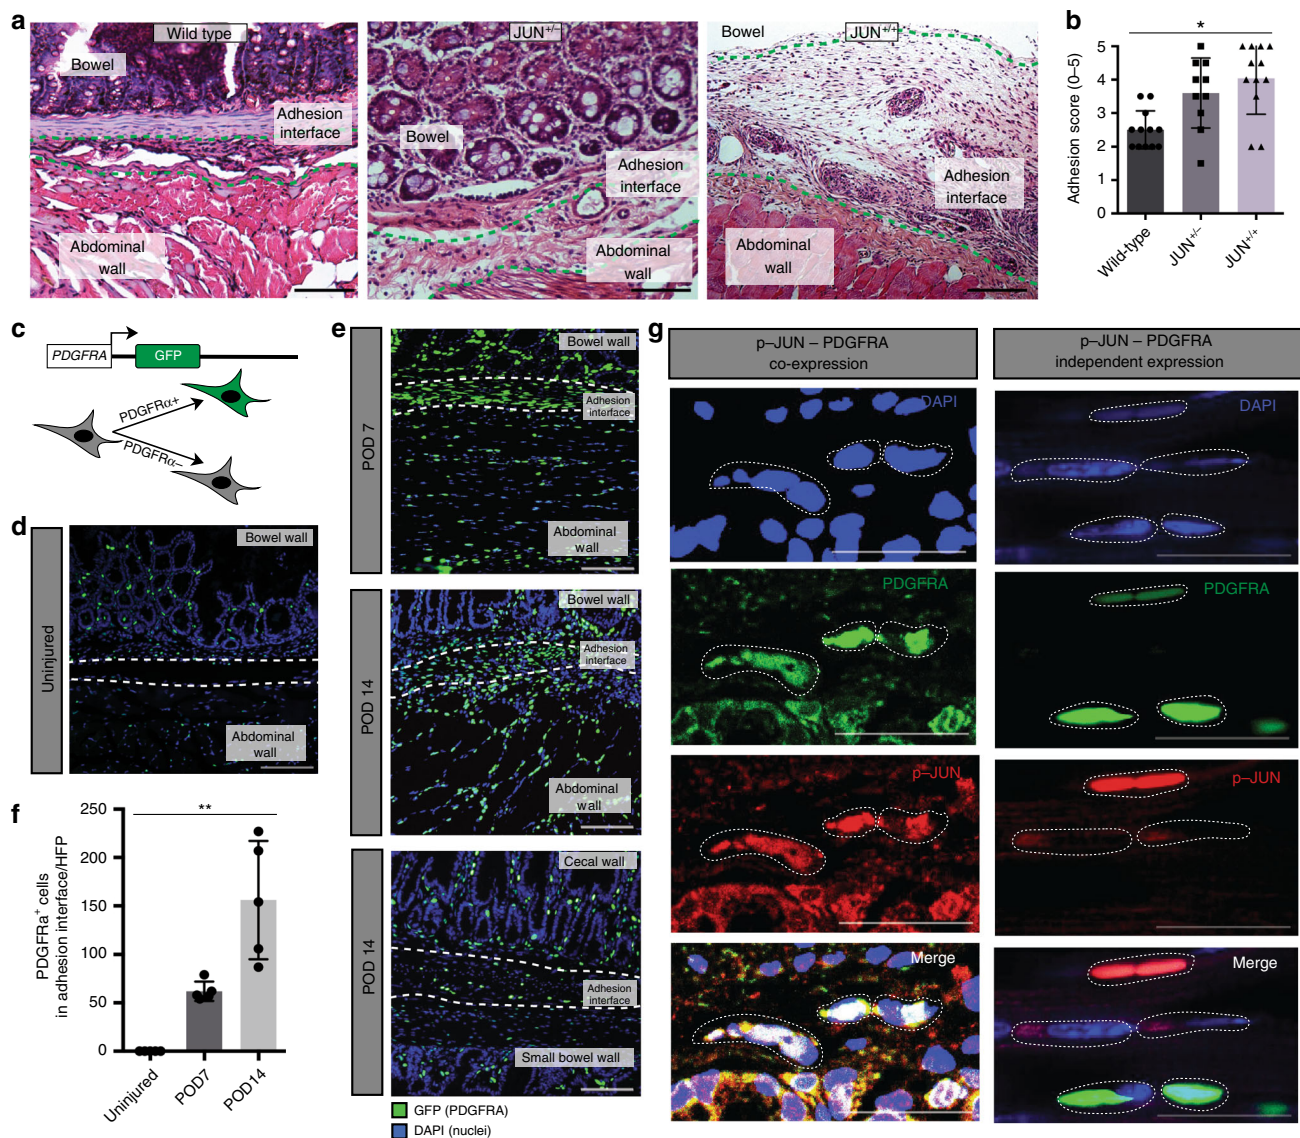 a
Wild type
Bowel
Adhesion
interface
Abdominal
wall
JUN+/−
Bowel
Adhesion
interface
Abdominal
wall
Bowel
JUN+/+
Adhesion
interface
Abdominal
wall
b
*
Adhesion score (0–5)
5
4
3
2
1
0
Wild-type
JUN+/−
JUN+/+
c
PDGFRA
GFP
PDGFRα+
PDGFRα−
d
Uninjured
Bowel wall
Abdominal
wall
e
POD 7
Bowel wall
Adhesion
interface
Abdominal
wall
POD 14
Bowel wall
Adhesion
interface
Abdominal
wall
POD 14
Cecal wall
Adhesion
interface
Small bowel wall
GFP (PDGFRA)
DAPI (nuclei)
f
**
PDGFRa+ cells
in adhesion interface/HFP
250
200
150
100
50
0
Uninjured
POD7
POD14
g
p–JUN – PDGFRA
co-expression
DAPI
PDGFRA
p–JUN
Merge
p–JUN – PDGFRA
independent expression
DAPI
PDGFRA
p–JUN
Merge